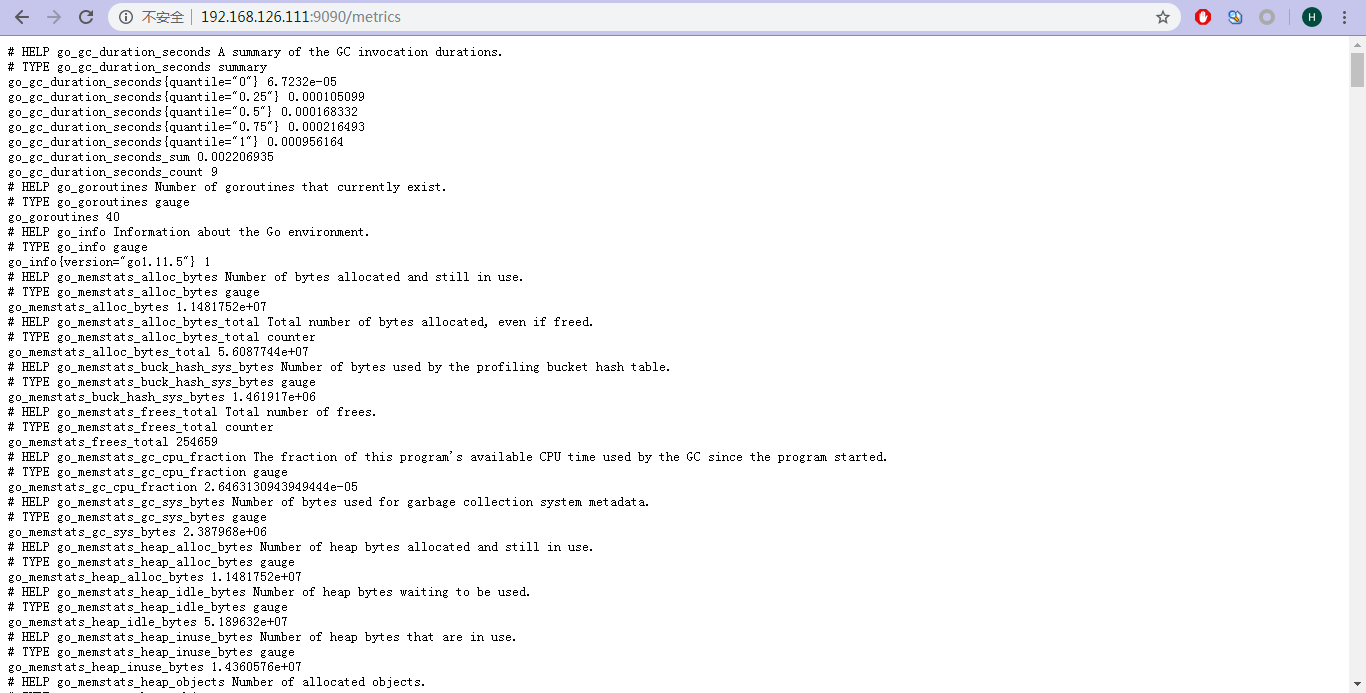 不安全 192.168.126.111:9090/metrics
H
# HELP go_gc_duration_seconds A summary of the GC invocation durations.
# TYPE go_gc_duration_seconds summary
go_gc_duration_seconds{quantile="0"} 6.7232e-05
go_gc_duration_seconds{quantile="0.25"} 0.000105099
go_gc_duration_seconds{quantile="0.5"} 0.000168332
go_gc_duration_seconds{quantile="0.75"} 0.000216493
go_gc_duration_seconds{quantile="1"} 0.000956164
go_gc_duration_seconds_sum 0.002206935
go_gc_duration_seconds_count 9
# HELP go_goroutines Number of goroutines that currently exist.
# TYPE go_goroutines gauge
go_goroutines 40
# HELP go_info Information about the Go environment.
# TYPE go_info gauge
go_info{version="go1.11.5"} 1
# HELP go_memstats_alloc_bytes Number of bytes allocated and still in use.
# TYPE go_memstats_alloc_bytes gauge
go_memstats_alloc_bytes 1.1481752e+07
# HELP go_memstats_alloc_bytes_total Total number of bytes allocated, even if freed.
# TYPE go_memstats_alloc_bytes_total counter
go_memstats_alloc_bytes_total 5.6087744e+07
# HELP go_memstats_buck_hash_sys_bytes Number of bytes used by the profiling bucket hash table.
# TYPE go_memstats_buck_hash_sys_bytes gauge
go_memstats_buck_hash_sys_bytes 1.461917e+06
# HELP go_memstats_frees_total Total number of frees.
# TYPE go_memstats_frees_total counter
go_memstats_frees_total 254659
# HELP go_memstats_gc_cpu_fraction The fraction of this program's available CPU time used by the GC since the program started.
# TYPE go_memstats_gc_cpu_fraction gauge
go_memstats_gc_cpu_fraction 2.6463130943949444e-05
# HELP go_memstats_gc_sys_bytes Number of bytes used for garbage collection system metadata.
# TYPE go_memstats_gc_sys_bytes gauge
go_memstats_gc_sys_bytes 2.387968e+06
# HELP go_memstats_heap_alloc_bytes Number of heap bytes allocated and still in use.
# TYPE go_memstats_heap_alloc_bytes gauge
go_memstats_heap_alloc_bytes 1.1481752e+07
# HELP go_memstats_heap_idle_bytes Number of heap bytes waiting to be used.
# TYPE go_memstats_heap_idle_bytes gauge
go_memstats_heap_idle_bytes 5.189632e+07
# HELP go_memstats_heap_inuse_bytes Number of heap bytes that are in use.
# TYPE go_memstats_heap_inuse_bytes gauge
go_memstats_heap_inuse_bytes 1.4360576e+07
# HELP go_memstats_heap_objects Number of allocated objects.